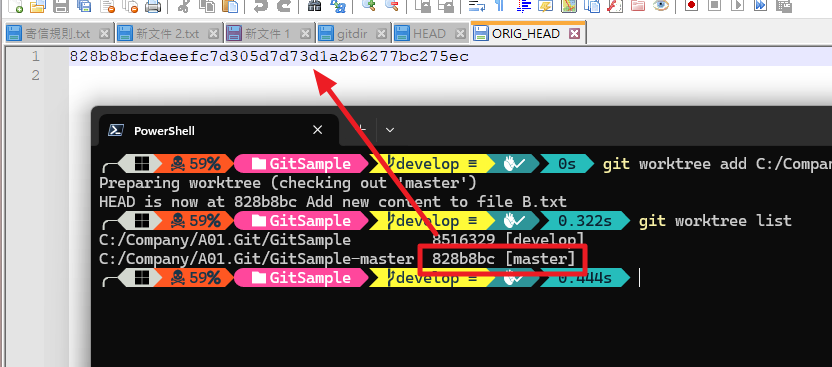 寄信規則.txt 新文件 2.txt 新文件 1 gitdir HEAD ORIG_HEAD
1 828b8bcfdaeefc7d305d7d73d1a2b6277bc275ec
2
PowerShell
59% GitSample develop ≡ 0s git worktree add C:/Compan
Preparing worktree (checking out 'master')
HEAD is now at 828b8bc Add new content to file B.txt
59% GitSample develop ≡ 0.322s git worktree list
C:/Company/A01.Git/GitSample 8516329 [develop]
C:/Company/A01.Git/GitSample-master 828b8bc [master]
59% GitSample develop ≡ 0.444s